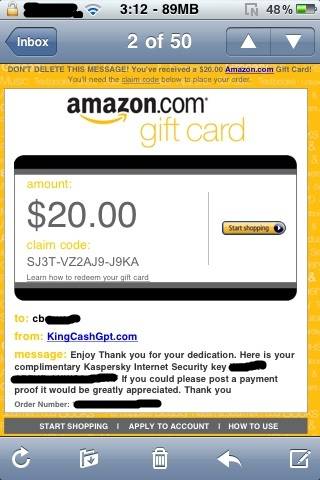 3:12 - 89MB
48%
Inbox
2 of 50
DON'T DELETE THIS MESSAGE! You've received a $20.00 Amazon.com Gift Card!
You'll need the claim code below to place your order.
amazon.com
gift card
amount:
$20.00
Start shopping
claim code:
SJ3T-VZ2AJ9-J9KA
Learn how to redeem your gift card
to: cb
from: KingCashGpt.com
message: Enjoy Thank you for your dedication. Here is your
complimentary Kaspersky Internet Security key
If you could please post a payment
proof it would be greatly appreciated. Thank you
Order Number:
START SHOPPING | APPLY TO ACCOUNT | HOW TO USE